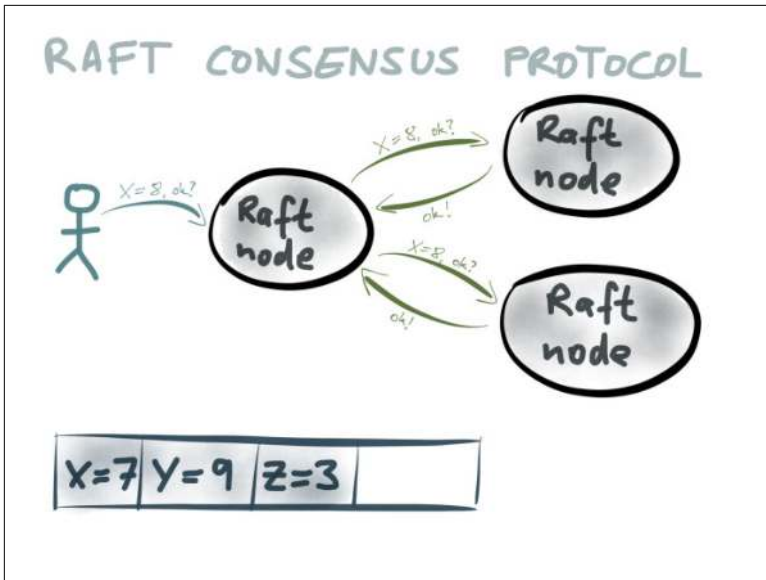 RAFT CONSENSUS PROTOCOL
X=8, ok?
Raft
node
ok!
X=8, ok?
Raft
node
X=8, ok?
ok!
Raft
node
X=7 Y=9 Z=3